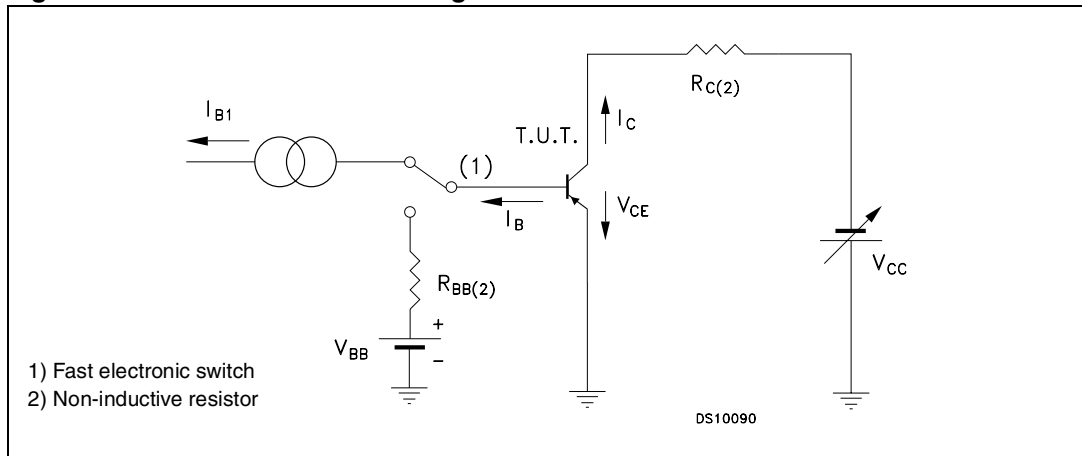 I_B1
R_C(2)
I_C
T.U.T.
(1)
V_CE
I_B
V_CC
R_BB(2)
+
V_BB
−
1) Fast electronic switch
2) Non-inductive resistor
DS10090